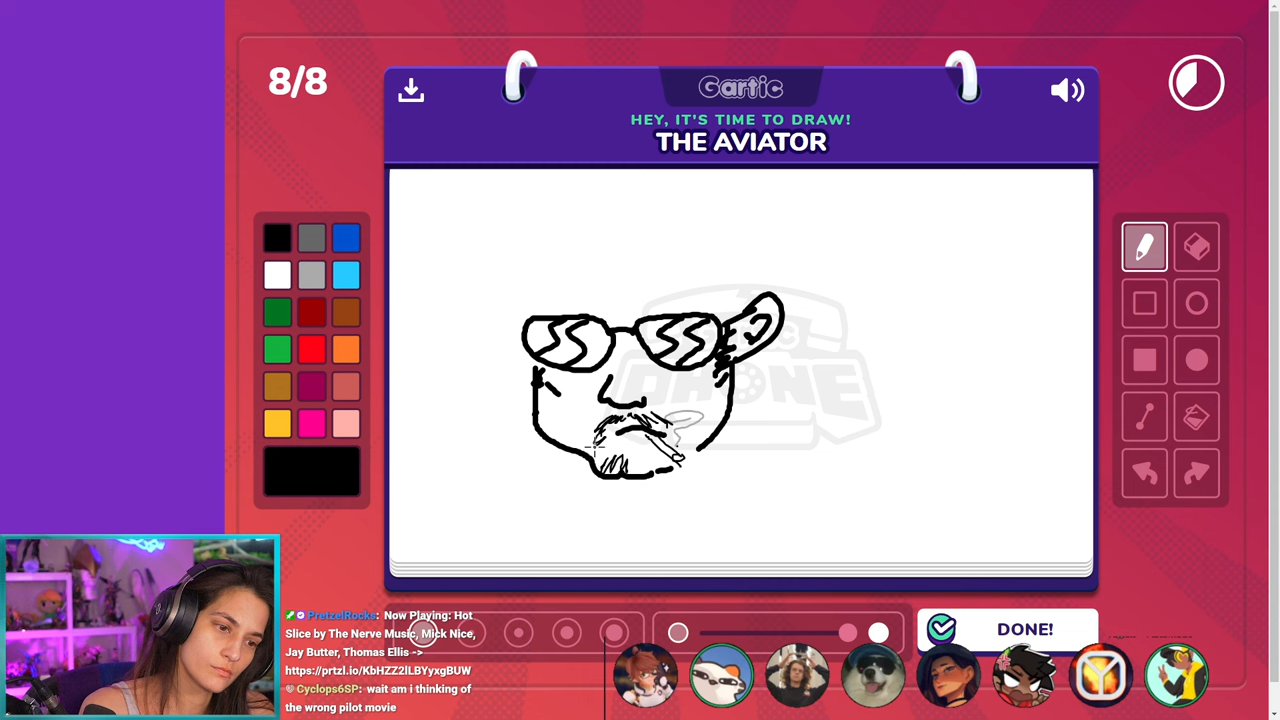 8/8
Gartic
HEY, IT'S TIME TO DRAW!
THE AVIATOR
PHONE
DONE!
PretzelRocks: Now Playing: Hot
Slice by The Nerve Music, Mick Nice,
Jay Butter, Thomas Ellis ->
https://prtzl.io/KbHZZ2lLBYyxgBUW
Cyclops6SP: wait am i thinking of
the wrong pilot movie